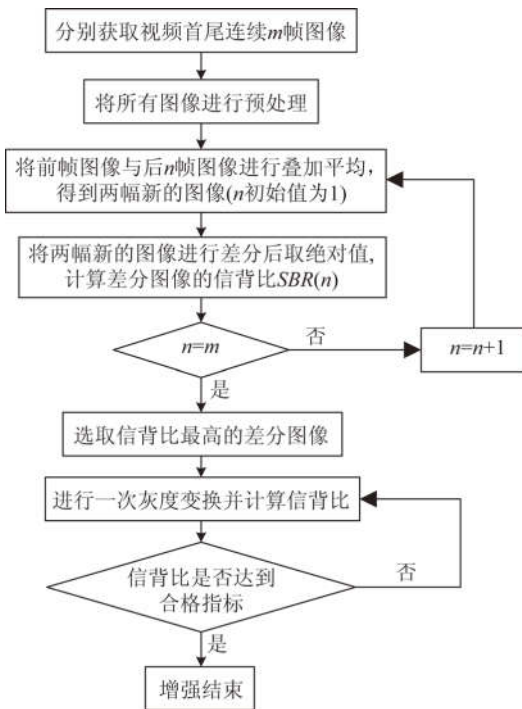 分别获取视频首尾连续m帧图像
将所有图像进行预处理
将前帧图像与后n帧图像进行叠加平均，
得到两幅新的图像(n初始值为1)
将两幅新的图像进行差分后取绝对值,
计算差分图像的信背比SBR(n)
n=m
否
n=n+1
是
选取信背比最高的差分图像
进行一次灰度变换并计算信背比
信背比是否达到
合格指标
否
是
增强结束